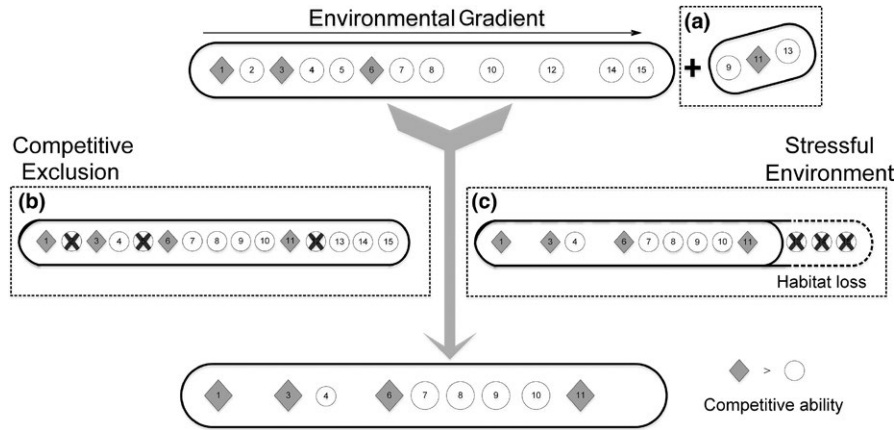 Environmental Gradient
(a)
1 2 3 4 5 6 7 8 10 12 14 15
+
9 11 13
Competitive
Exclusion
Stressful
Environment
(b)
1 X 3 4 X 6 7 8 9 10 11 X 13 14 15
(c)
1 3 4 6 7 8 9 10 11 X X X
Habitat loss
1 3 4 6 7 8 9 10 11
>
Competitive ability